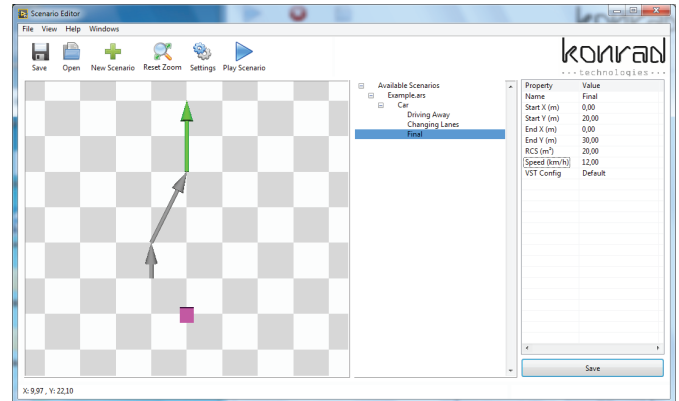 Scenario Editor
File View Help Windows
Save Open New Scenario Reset Zoom Settings Play Scenario
konrad
technologies
Available Scenarios
Example.ars
Car
Driving Away
Changing Lanes
Final
Property Value
Name Final
Start X (m) 0,00
Start Y (m) 20,00
End X (m) 0,00
End Y (m) 30,00
RCS (m²) 20,00
Speed (km/h) 12,00
VST Config Default
Save
X: 9,97 , Y: 22,10